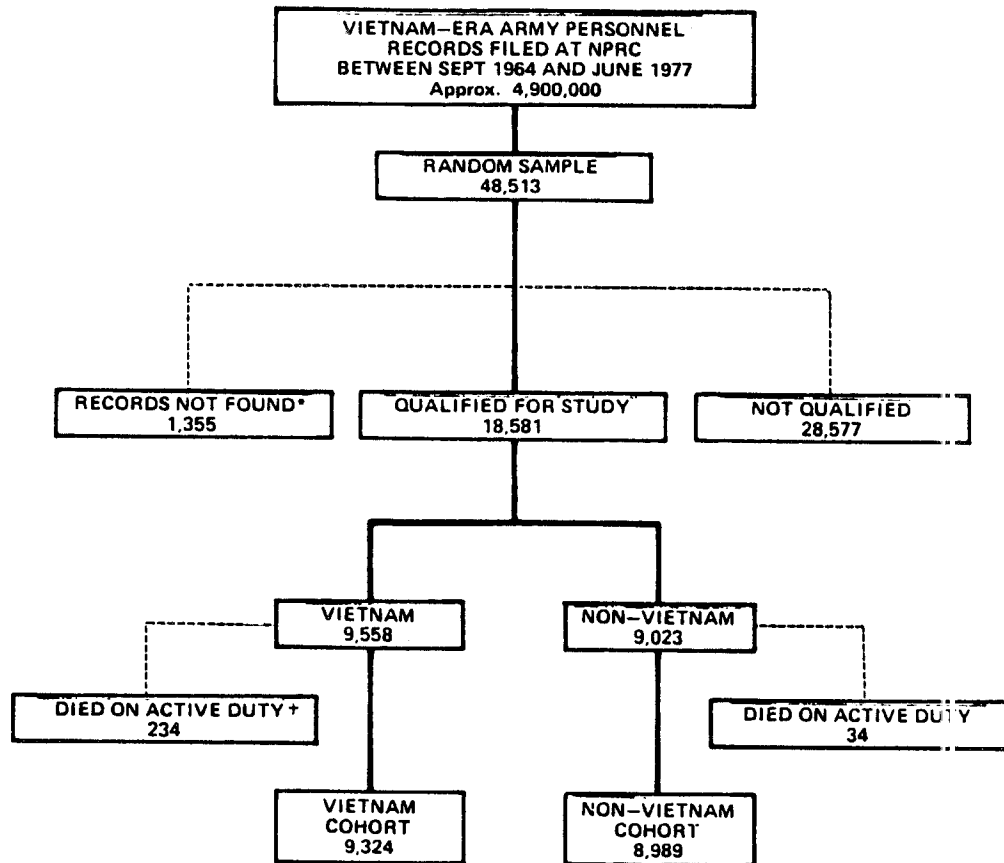 VIETNAM–ERA ARMY PERSONNEL
RECORDS FILED AT NPRC
BETWEEN SEPT 1964 AND JUNE 1977
Approx. 4,900,000
RANDOM SAMPLE
48,513
RECORDS NOT FOUND*
1,355
QUALIFIED FOR STUDY
18,581
NOT QUALIFIED
28,577
VIETNAM
9,558
NON–VIETNAM
9,023
DIED ON ACTIVE DUTY +
234
DIED ON ACTIVE DUTY
34
VIETNAM
COHORT
9,324
NON–VIETNAM
COHORT
8,989